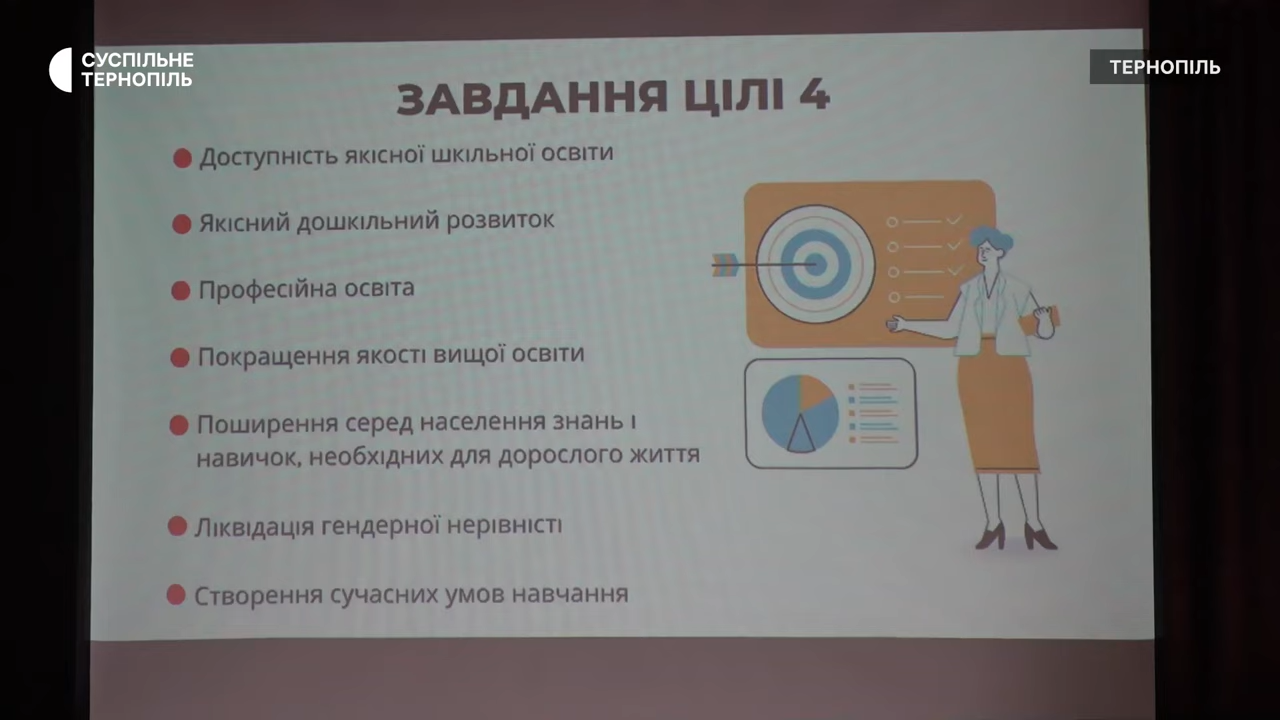 СУСПІЛЬНЕ
ТЕРНОПІЛЬ
ТЕРНОПІЛЬ
ЗАВДАННЯ ЦІЛІ 4
Доступність якісної шкільної освіти
Якісний дошкільний розвиток
Професійна освіта
Покращення якості вищої освіти
Поширення серед населення знань і
навичок, необхідних для дорослого життя
Ліквідація гендерної нерівністі
Створення сучасних умов навчання